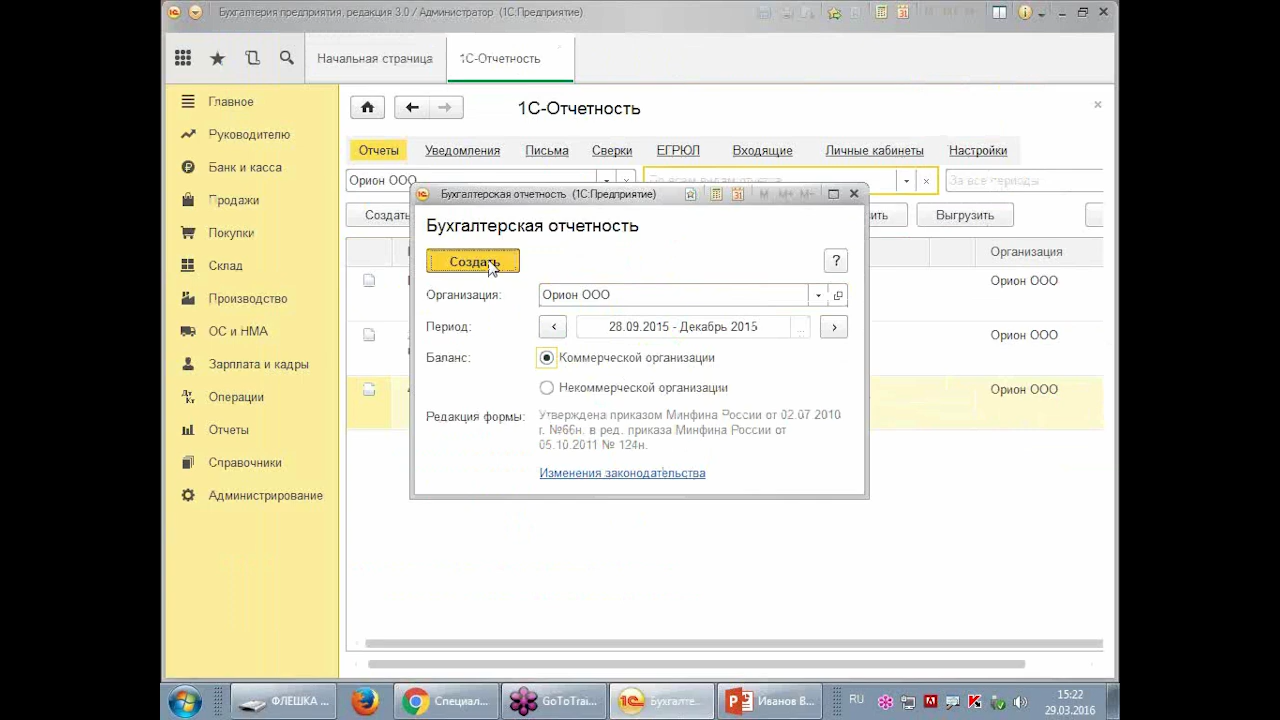 Бухгалтерия предприятия, редакция 3.0 / Администратор (1С:Предприятие)
Начальная страница
1С-Отчетность
Главное
Руководителю
Банк и касса
Продажи
Покупки
Склад
Производство
ОС и НМА
Зарплата и кадры
Операции
Отчеты
Справочники
Администрирование
1С-Отчетность
Отчеты Уведомления Письма Сверки ЕГРЮЛ Входящие Личные кабинеты Настройки
Орион ООО
По всем видам отчета
За все периоды
Создать
Выгрузить
Организация
Орион ООО
Орион ООО
Орион ООО
Бухгалтерская отчетность (1С:Предприятие)
M M+ M-
Бухгалтерская отчетность
Создать
?
Организация: Орион ООО
Период: 28.09.2015 - Декабрь 2015
Баланс: Коммерческой организации
Некоммерческой организации
Редакция формы: Утверждена приказом Минфина России от 02.07 2010
г. №66н. в ред. приказа Минфина России от
05.10.2011 № 124н.
Изменения законодательства
ФЛЕШКА ...
Специал...
GoToTrai...
Бухгалте...
Иванов В...
RU
15:22
29.03.2016